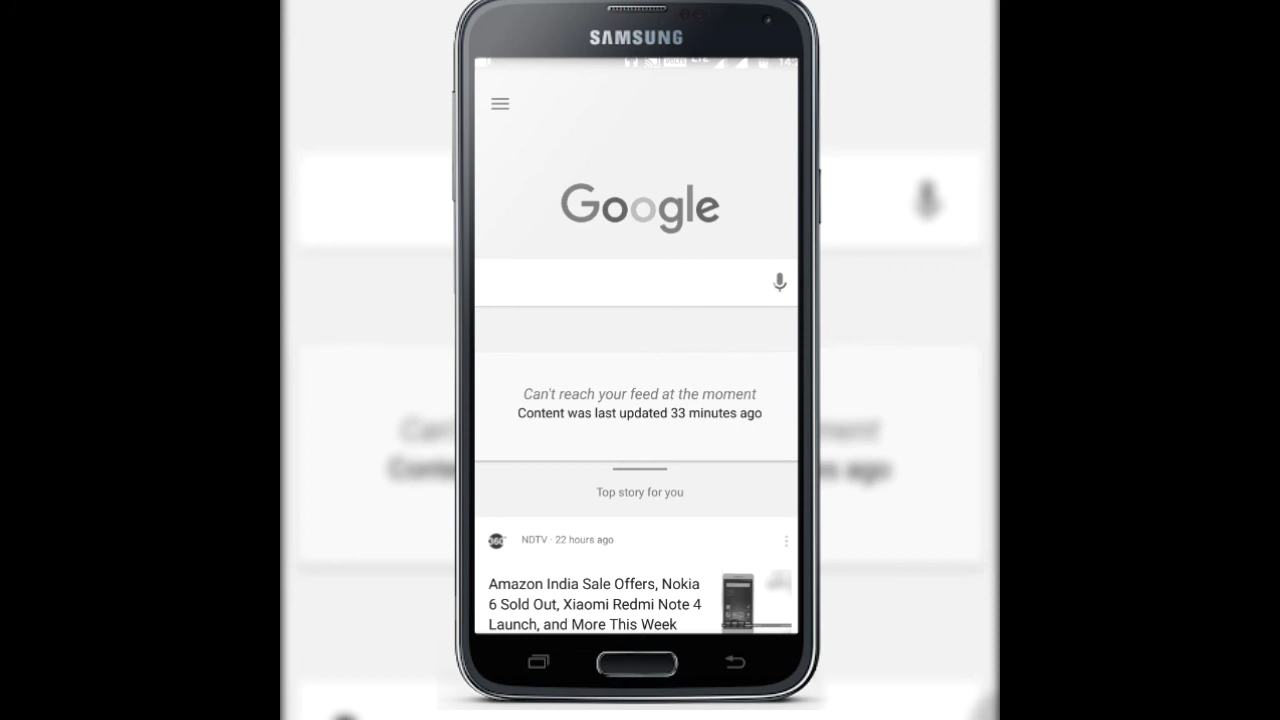 SAMSUNG
Google
Can't reach your feed at the moment
Content was last updated 33 minutes ago
Top story for you
360
NDTV · 22 hours ago
Amazon India Sale Offers, Nokia
6 Sold Out, Xiaomi Redmi Note 4
Launch, and More This Week